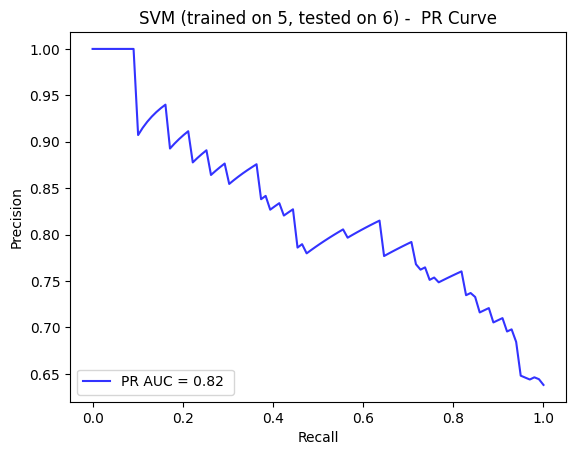 SVM (trained on 5, tested on 6) -  PR Curve
1.00
0.95
0.90
0.85
0.80
0.75
0.70
0.65
Precision
PR AUC = 0.82
0.0 0.2 0.4 0.6 0.8 1.0
Recall